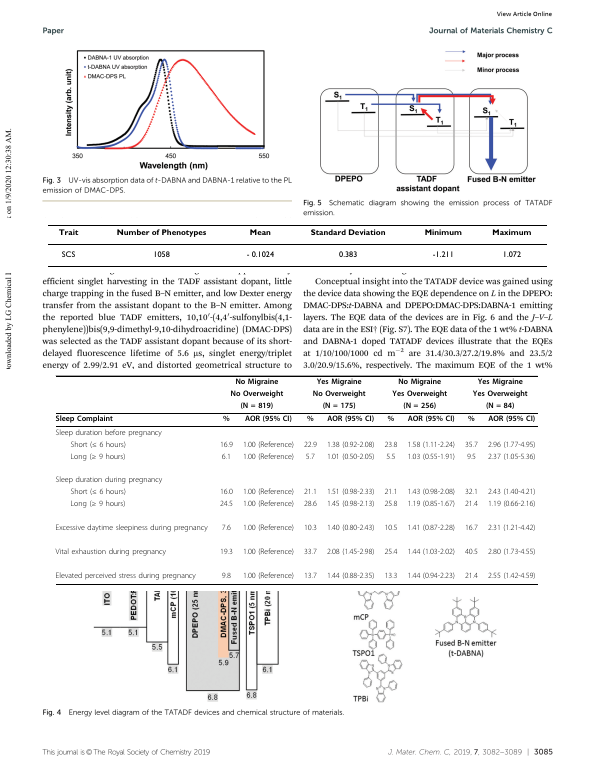 View Article Online
Paper
Journal of Materials Chemistry C
DABNA-1 UV absorption
t-DABNA UV absorption
DMAC-DPS PL
Intensity (arb. unit)
350
450
550
Wavelength (nm)
Fig. 3 UV-vis absorption data of t-DABNA and DABNA-1 relative to the PL
emission of DMAC-DPS.
Major process
Minor process
S1
T1
S1
T1
S1
T1
DPEPO
TADF
assistant dopant
Fused B-N emitter
Fig. 5 Schematic diagram showing the emission process of TATADF
emission.
on 1/9/2020 12:30:38 AM.
ownloaded by LG Chemical
Trait Number of Phenotypes Mean Standard Deviation Minimum Maximum
SCS 1058 - 0.1024 0.383 -1.211 1.072
efficient singlet harvesting in the TADF assistant dopant, little
charge trapping in the fused B–N emitter, and low Dexter energy
transfer from the assistant dopant to the B–N emitter. Among
the reported blue TADF emitters, 10,10′-(4,4′-sulfonylbis(4,1-
phenylene))bis(9,9-dimethyl-9,10-dihydroacridine) (DMAC-DPS)
was selected as the TADF assistant dopant because of its short-
delayed fluorescence lifetime of 5.6 μs, singlet energy/triplet
energy of 2.99/2.91 eV, and distorted geometrical structure to
Conceptual insight into the TATADF device was gained using
the device data showing the EQE dependence on L in the DPEPO:
DMAC-DPS:t-DABNA and DPEPO:DMAC-DPS:DABNA-1 emitting
layers. The EQE data of the devices are in Fig. 6 and the J–V–L
data are in the ESI† (Fig. S7). The EQE data of the 1 wt% t-DABNA
and DABNA-1 doped TATADF devices illustrate that the EQEs
at 1/10/100/1000 cd m−2 are 31.4/30.3/27.2/19.8% and 23.5/2
3.0/20.9/15.6%, respectively. The maximum EQE of the 1 wt%
No Migraine Yes Migraine No Migraine Yes Migraine
No Overweight No Overweight Yes Overweight Yes Overweight
(N = 819) (N = 175) (N = 256) (N = 84)
Sleep Complaint % AOR (95% CI) % AOR (95% CI) % AOR (95% CI) % AOR (95% CI)
Sleep duration before pregnancy
Short (≤ 6 hours) 16.9 1.00 (Reference) 22.9 1.38 (0.92-2.08) 23.8 1.58 (1.11-2.24) 35.7 2.96 (1.77-4.95)
Long (≥ 9 hours) 6.1 1.00 (Reference) 5.7 1.01 (0.50-2.05) 5.5 1.03 (0.55-1.91) 9.5 2.37 (1.05-5.36)
Sleep duration during pregnancy
Short (≤ 6 hours) 16.0 1.00 (Reference) 21.1 1.51 (0.98-2.33) 21.1 1.43 (0.98-2.08) 32.1 2.43 (1.40-4.21)
Long (≥ 9 hours) 24.5 1.00 (Reference) 28.6 1.45 (0.98-2.13) 25.8 1.19 (0.85-1.67) 21.4 1.19 (0.66-2.16)
Excessive daytime sleepiness during pregnancy 7.6 1.00 (Reference) 10.3 1.40 (0.80-2.43) 10.5 1.41 (0.87-2.28) 16.7 2.31 (1.21-4.42)
Vital exhaustion during pregnancy 19.3 1.00 (Reference) 33.7 2.08 (1.45-2.98) 25.4 1.44 (1.03-2.02) 40.5 2.80 (1.73-4.55)
Elevated perceived stress during pregnancy 9.8 1.00 (Reference) 13.7 1.44 (0.88-2.35) 13.3 1.44 (0.94-2.23) 21.4 2.55 (1.42-4.59)
ITO
PEDOT:
TA
mCP (1
DPEPO (25 n
DMAC-DPS,
Fused B-N emit
TSPO1 (5 nm
TPBi (20 n
5.1
5.1
5.5
6.1
6.8
5.9
5.7
6.8
6.1
mCP
TSPO1
TPBi
Fused B-N emitter
(t-DABNA)
Fig. 4 Energy level diagram of the TATADF devices and chemical structure of materials.
This journal is © The Royal Society of Chemistry 2019
J. Mater. Chem. C, 2019, 7, 3082–3089 | 3085